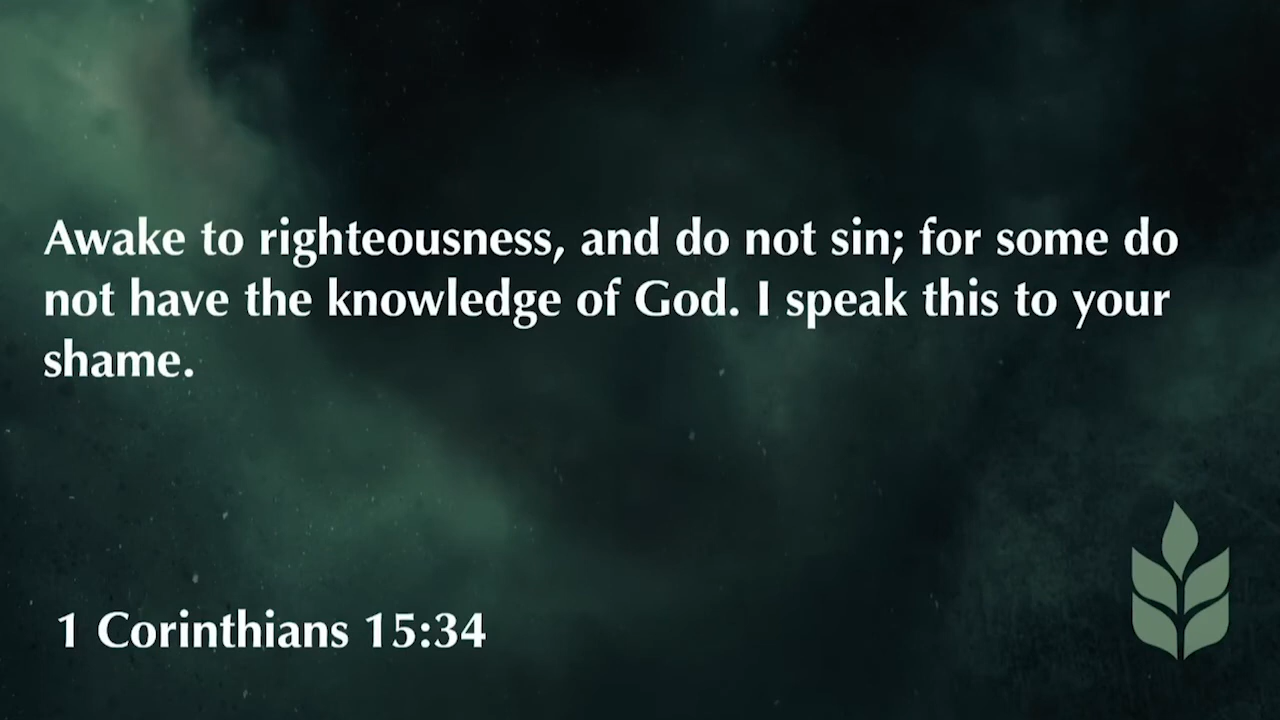 Awake to righteousness, and do not sin; for some do
not have the knowledge of God. I speak this to your
shame.
1 Corinthians 15:34